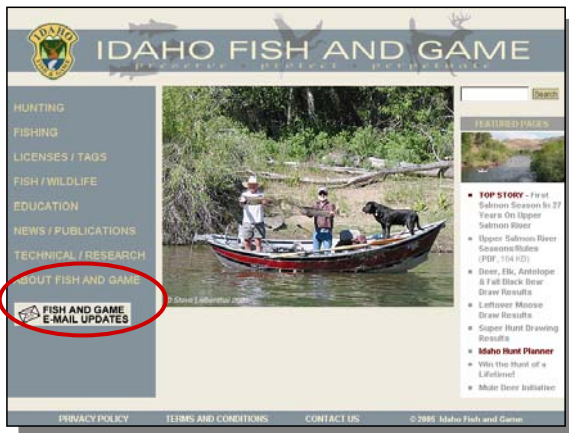 IDAHO FISH AND GAME
preserve · protect · perpetuate
Search
HUNTING
FISHING
LICENSES / TAGS
FISH / WILDLIFE
EDUCATION
NEWS / PUBLICATIONS
TECHNICAL / RESEARCH
ABOUT FISH AND GAME
FISH AND GAME
E-MAIL UPDATES
© Steve Liebenthal
FEATURED PAGES
TOP STORY - First
Salmon Season In 27
Years On Upper
Salmon River
Upper Salmon River
Seasons/Rules
(PDF, 104 KD)
Deer, Elk, Antelope
& Fall Black Bear
Draw Results
Leftover Moose
Draw Results
Super Hunt Drawing
Results
Idaho Hunt Planner
Win the Hunt of a
Lifetime!
Mule Deer Initiative
PRIVACY POLICY TERMS AND CONDITIONS CONTACT US © 2005 Idaho Fish and Game